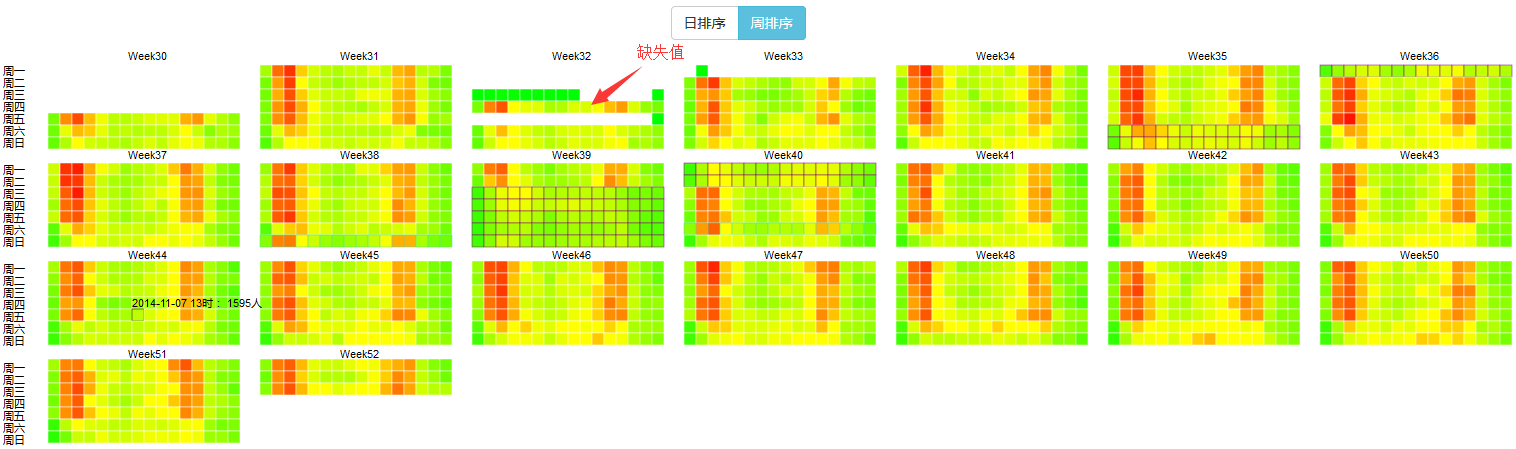 日排序 周排序
缺失值
Week30 Week31 Week32 Week33 Week34 Week35 Week36
周一
周二
周三
周四
周五
周六
周日
Week37 Week38 Week39 Week40 Week41 Week42 Week43
周一
周二
周三
周四
周五
周六
周日
Week44 Week45 Week46 Week47 Week48 Week49 Week50
周一
周二
周三
周四
2014-11-07 13时： 1595人
周五
周六
周日
Week51 Week52
周一
周二
周三
周四
周五
周六
周日